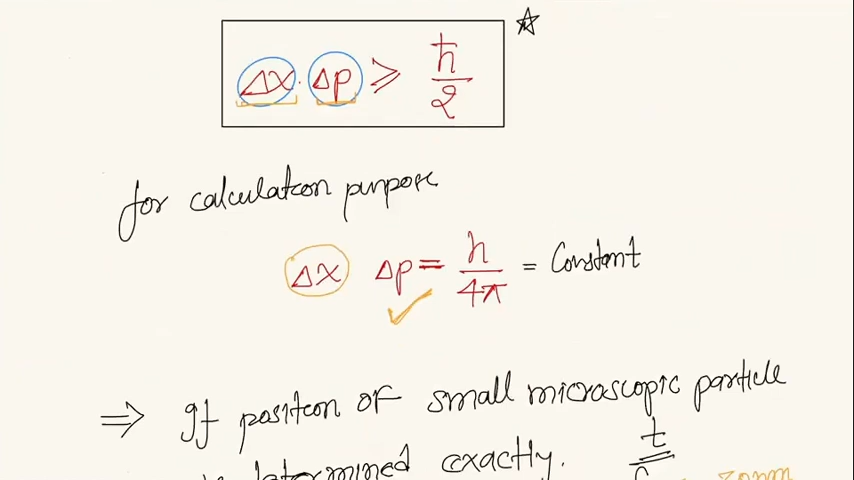 Δx · Δp ⩾ ħ/2
for calculation purpose
Δx Δp = h/4π = Constant
⇒ If position of small microscopic particle
determined exactly. t